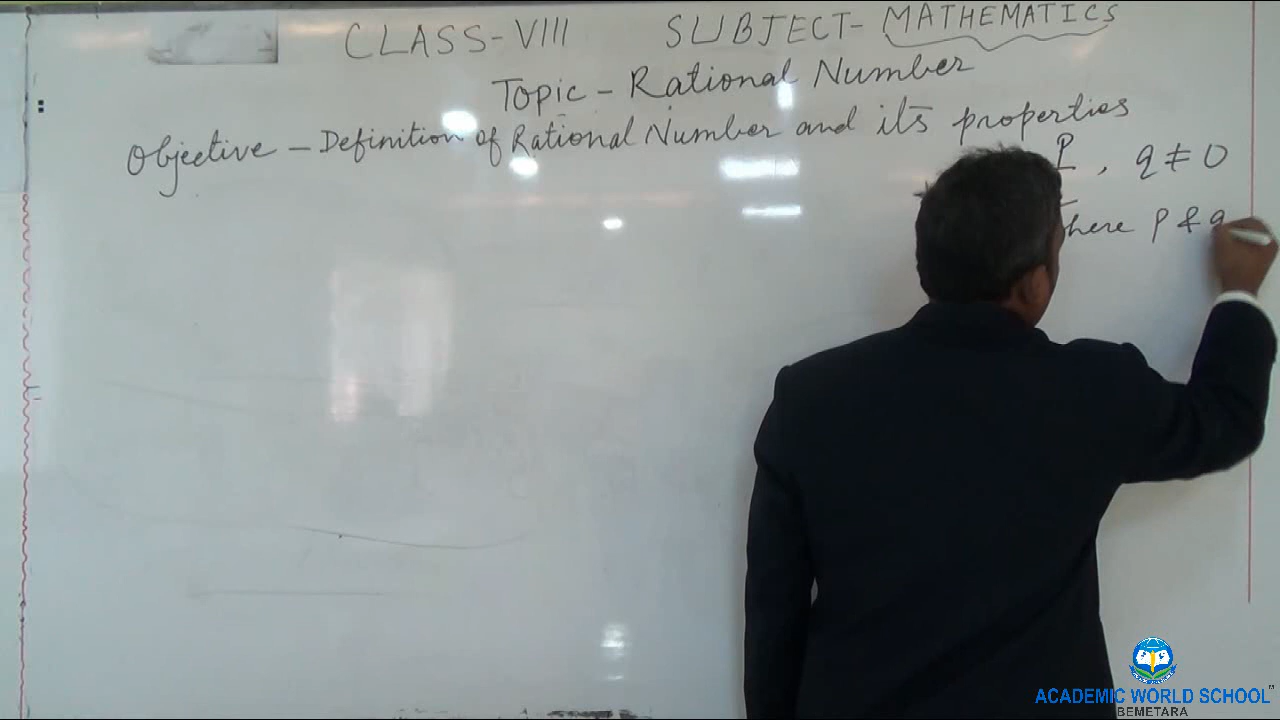 CLASS-VIII SUBJECT- MATHEMATICS
Topic - Rational Number
Objective - Definition of Rational Number and its properties
P , q ≠ 0
here p & q
ACADEMIC WORLD SCHOOL
BEMETARA